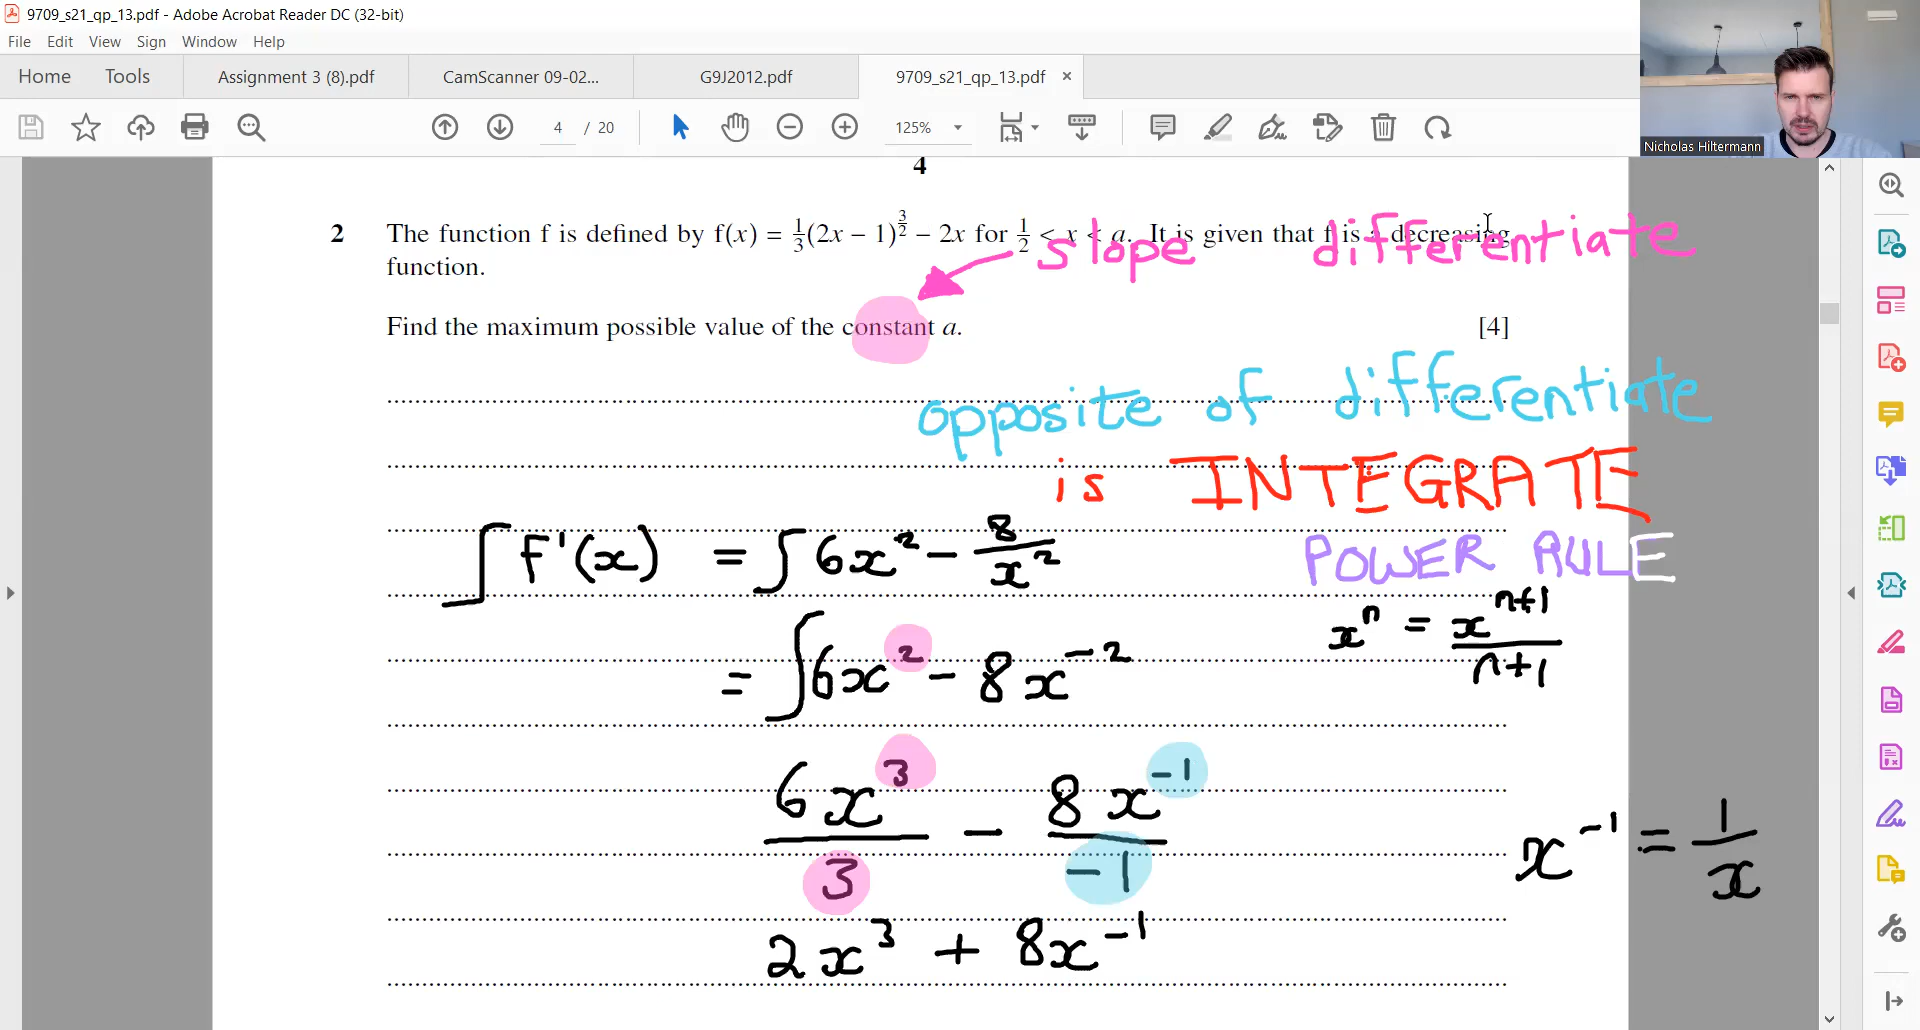 9709_s21_qp_13.pdf - Adobe Acrobat Reader DC (32-bit)
File Edit View Sign Window Help
Home Tools Assignment 3 (8).pdf CamScanner 09-02... G9J2012.pdf 9709_s21_qp_13.pdf ×
4 / 20 125%
Nicholas Hiltermann
4
2 The function f is defined by f(x) = 1/3(2x − 1)^(3/2) − 2x for 1/2 < x < a. It is given that f is a decreasing
function.
slope differentiate
Find the maximum possible value of the constant a. [4]
opposite of differentiate
is INTEGRATE
∫ f'(x) = ∫ 6x² − 8/x²
POWER RULE
x^n = x^(n+1)/(n+1)
= ∫ 6x² − 8x^−2
6x³/3 − 8x^−1/−1
x^−1 = 1/x
2x³ + 8x^−1